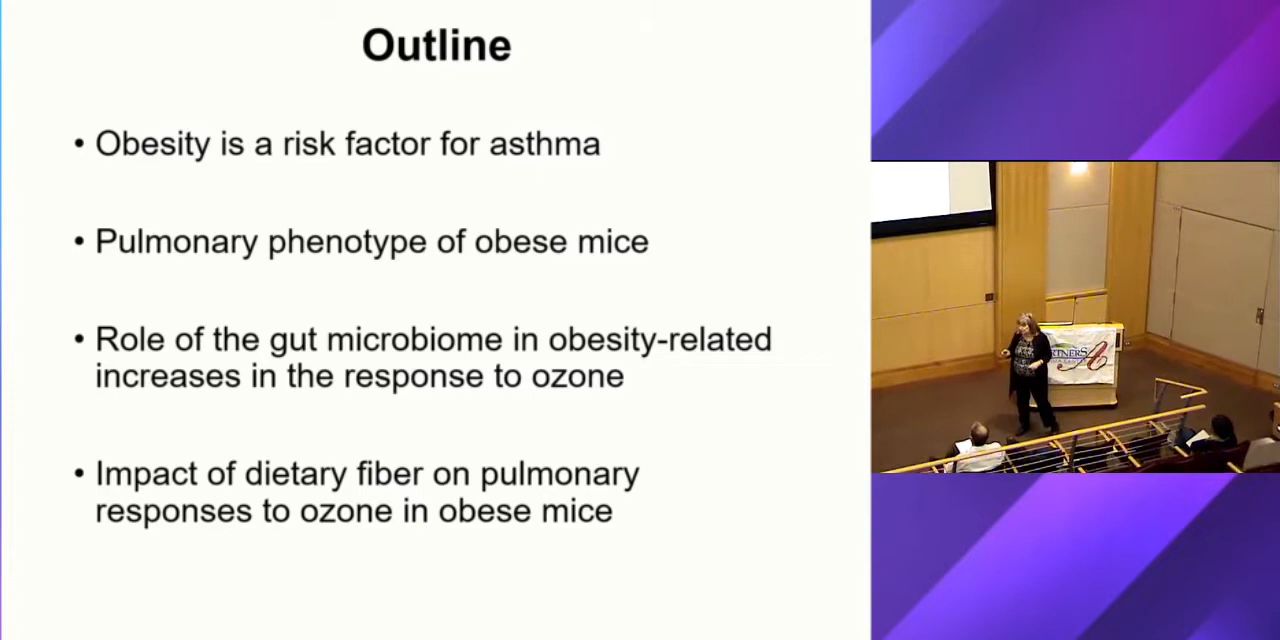 Outline
• Obesity is a risk factor for asthma
• Pulmonary phenotype of obese mice
• Role of the gut microbiome in obesity-related
increases in the response to ozone
• Impact of dietary fiber on pulmonary
responses to ozone in obese mice